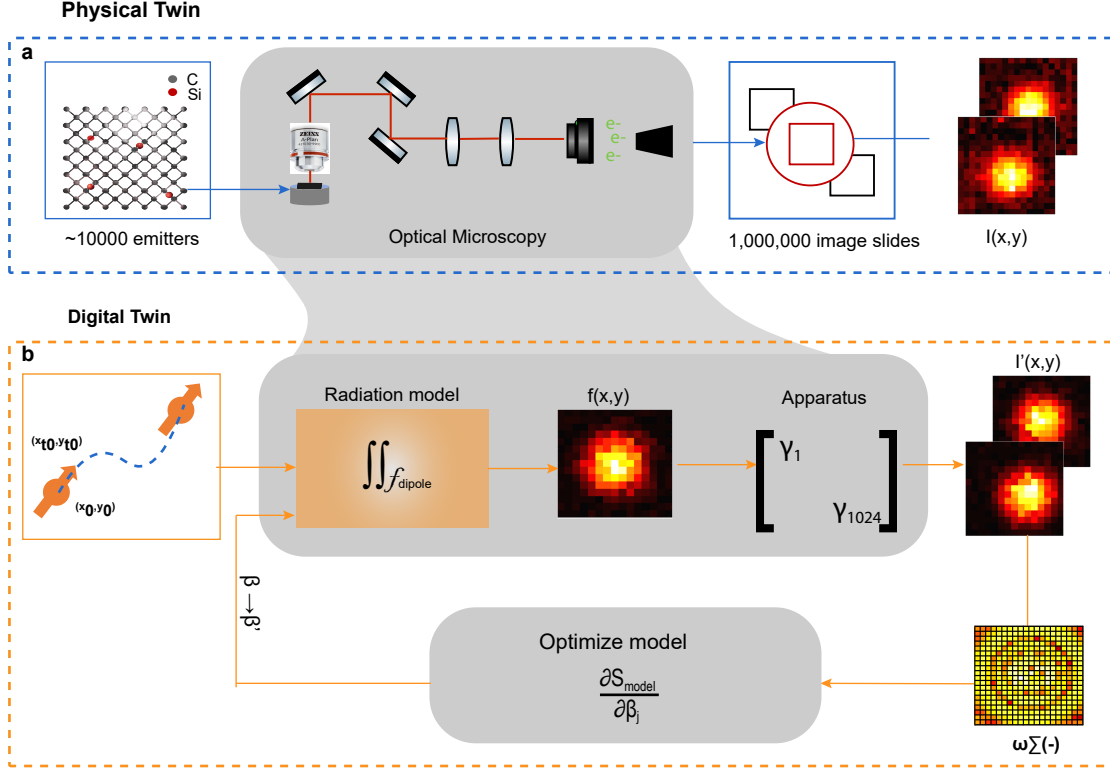 Physical Twin
a
C
Si
ZEISS
A-Plan
e-
e-
e-
~10000 emitters
Optical Microscopy
1,000,000 image slides
I(x,y)
Digital Twin
b
I'(x,y)
Radiation model
f(x,y)
Apparatus
(xt0,yt0)
(x0,y0)
∬fdipole
γ1
γ1024
β→β'
Optimize model
∂Smodel
∂βj
ω∑(-)